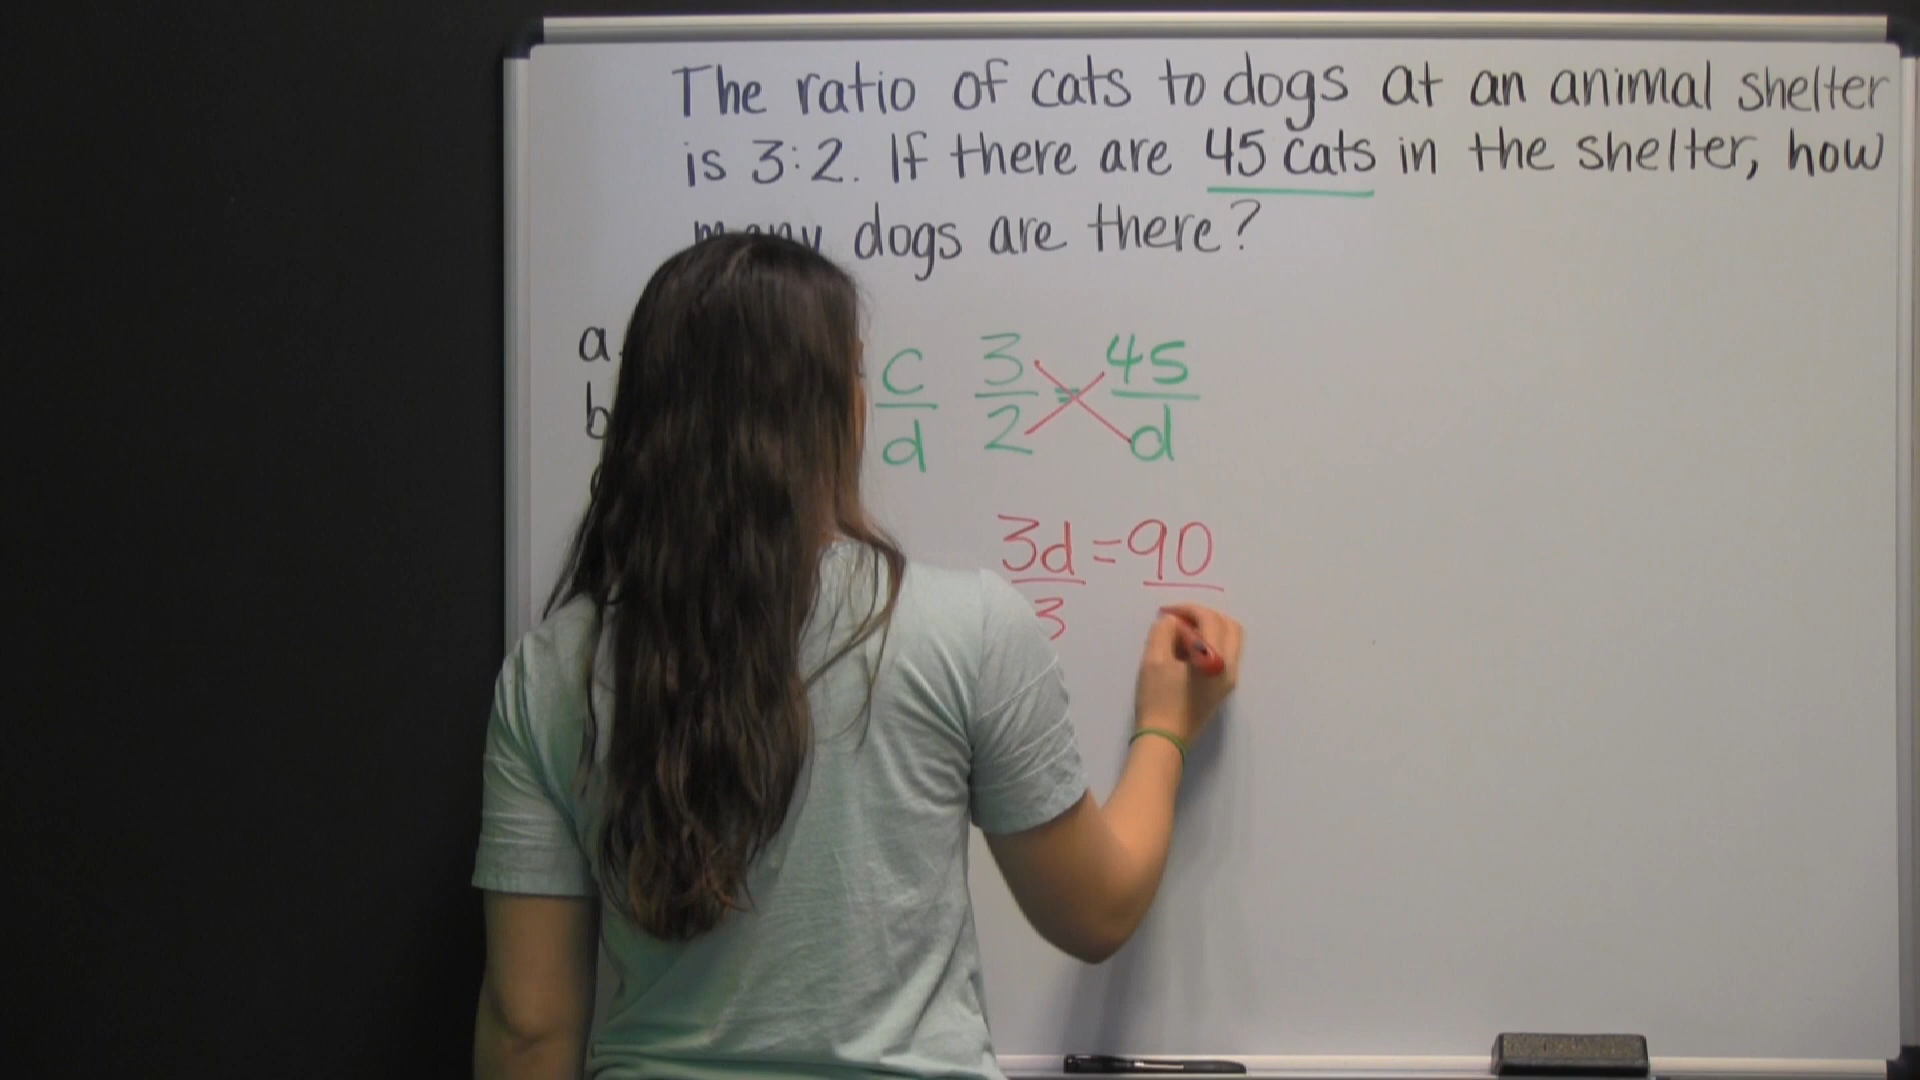 The ratio of cats to dogs at an animal shelter
is 3:2. If there are 45 cats in the shelter, how
many dogs are there?
a.
b
c/d 3/2 = 45/d
3d = 90
3